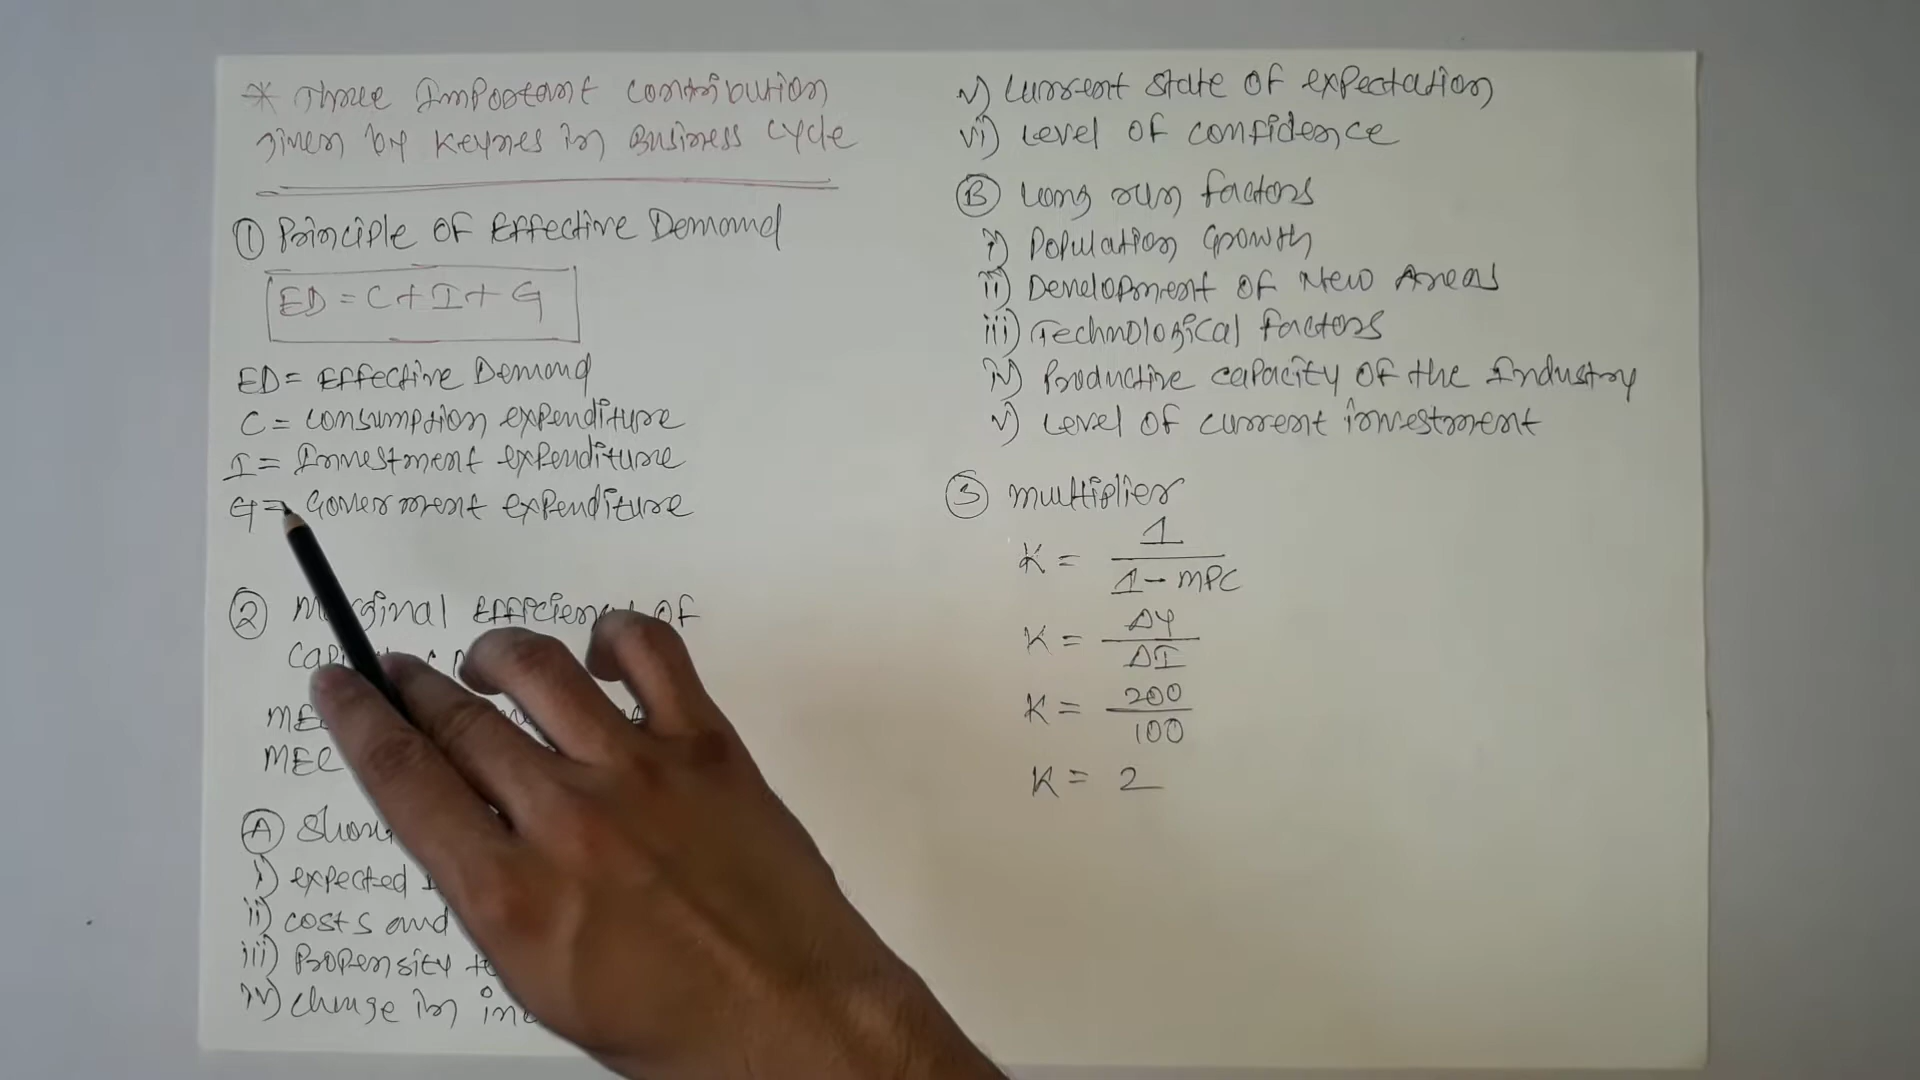 * Three Important contribution
given by Keynes in Business Cycle
① Principle of Effective Demand
ED = C + I + G
ED = Effective Demand
C = Consumption expenditure
I = Investment expenditure
G = Goverment expenditure
② Marginal Efficiency of
MEC
Ⓐ Short
i) expected
ii) costs and
iii) Propensity to
iv) change in inc
v) current state of expectation
vi) Level of confidence
Ⓑ Long run factors
i) Population Growth
ii) Development of New Areas
iii) Technological factors
iv) Productive capacity of the Industry
v) Level of current investment
③ multiplier
K = 1 / 1 - MPC
K = ΔY / ΔI
K = 200 / 100
K = 2